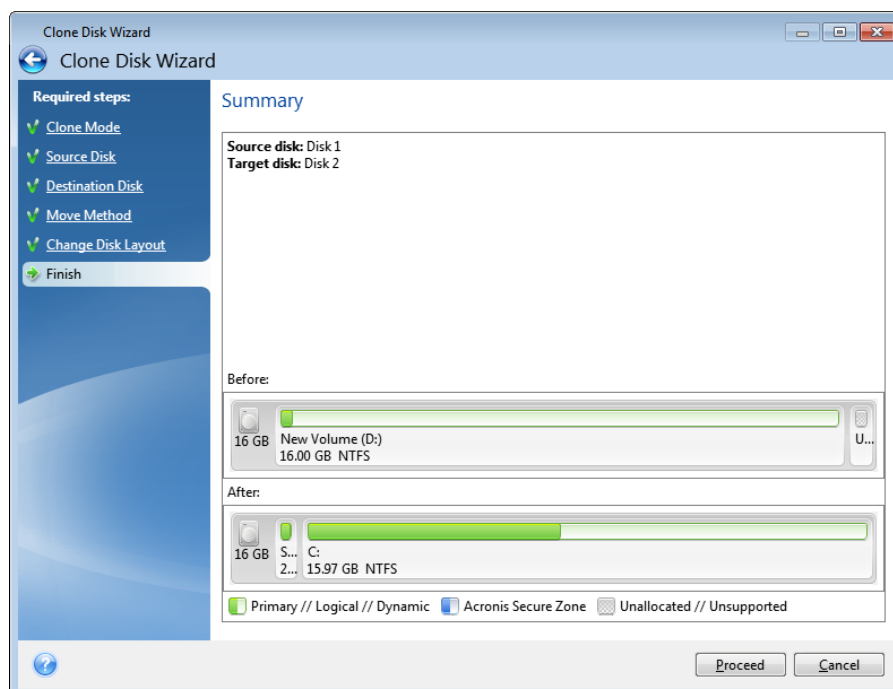 Clone Disk Wizard
Clone Disk Wizard
Required steps:
Clone Mode
Source Disk
Destination Disk
Move Method
Change Disk Layout
Finish
Summary
Source disk: Disk 1
Target disk: Disk 2
Before:
16 GB
New Volume (D:)
16.00 GB NTFS
U...
After:
16 GB
S...
2...
C:
15.97 GB NTFS
Primary // Logical // Dynamic
Acronis Secure Zone
Unallocated // Unsupported
?
Proceed
Cancel